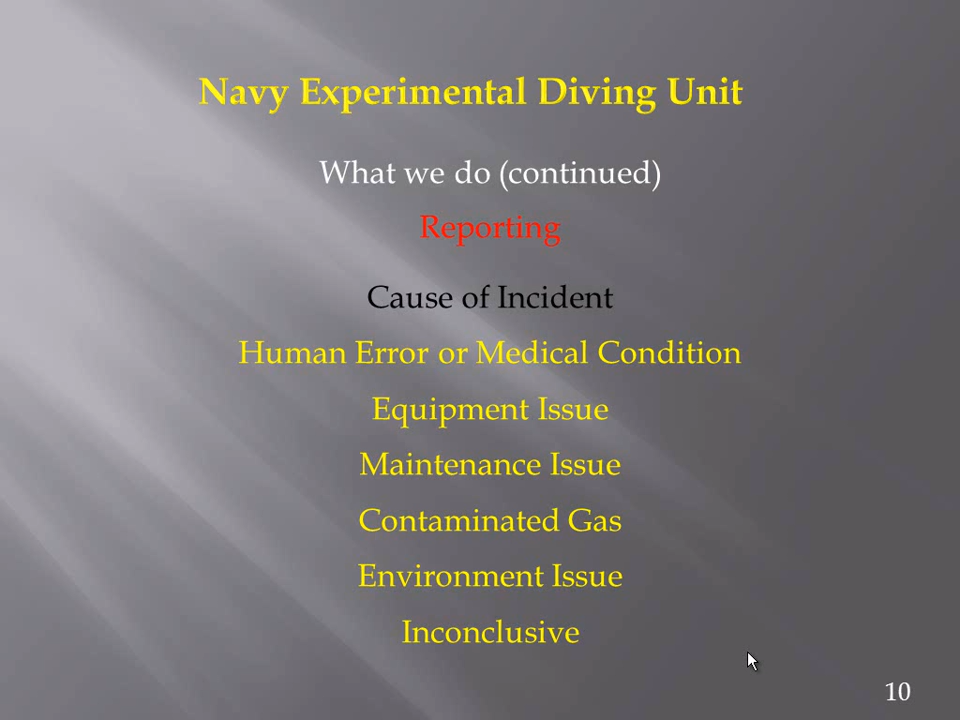 Navy Experimental Diving Unit
What we do (continued)
Reporting
Cause of Incident
Human Error or Medical Condition
Equipment Issue
Maintenance Issue
Contaminated Gas
Environment Issue
Inconclusive
10